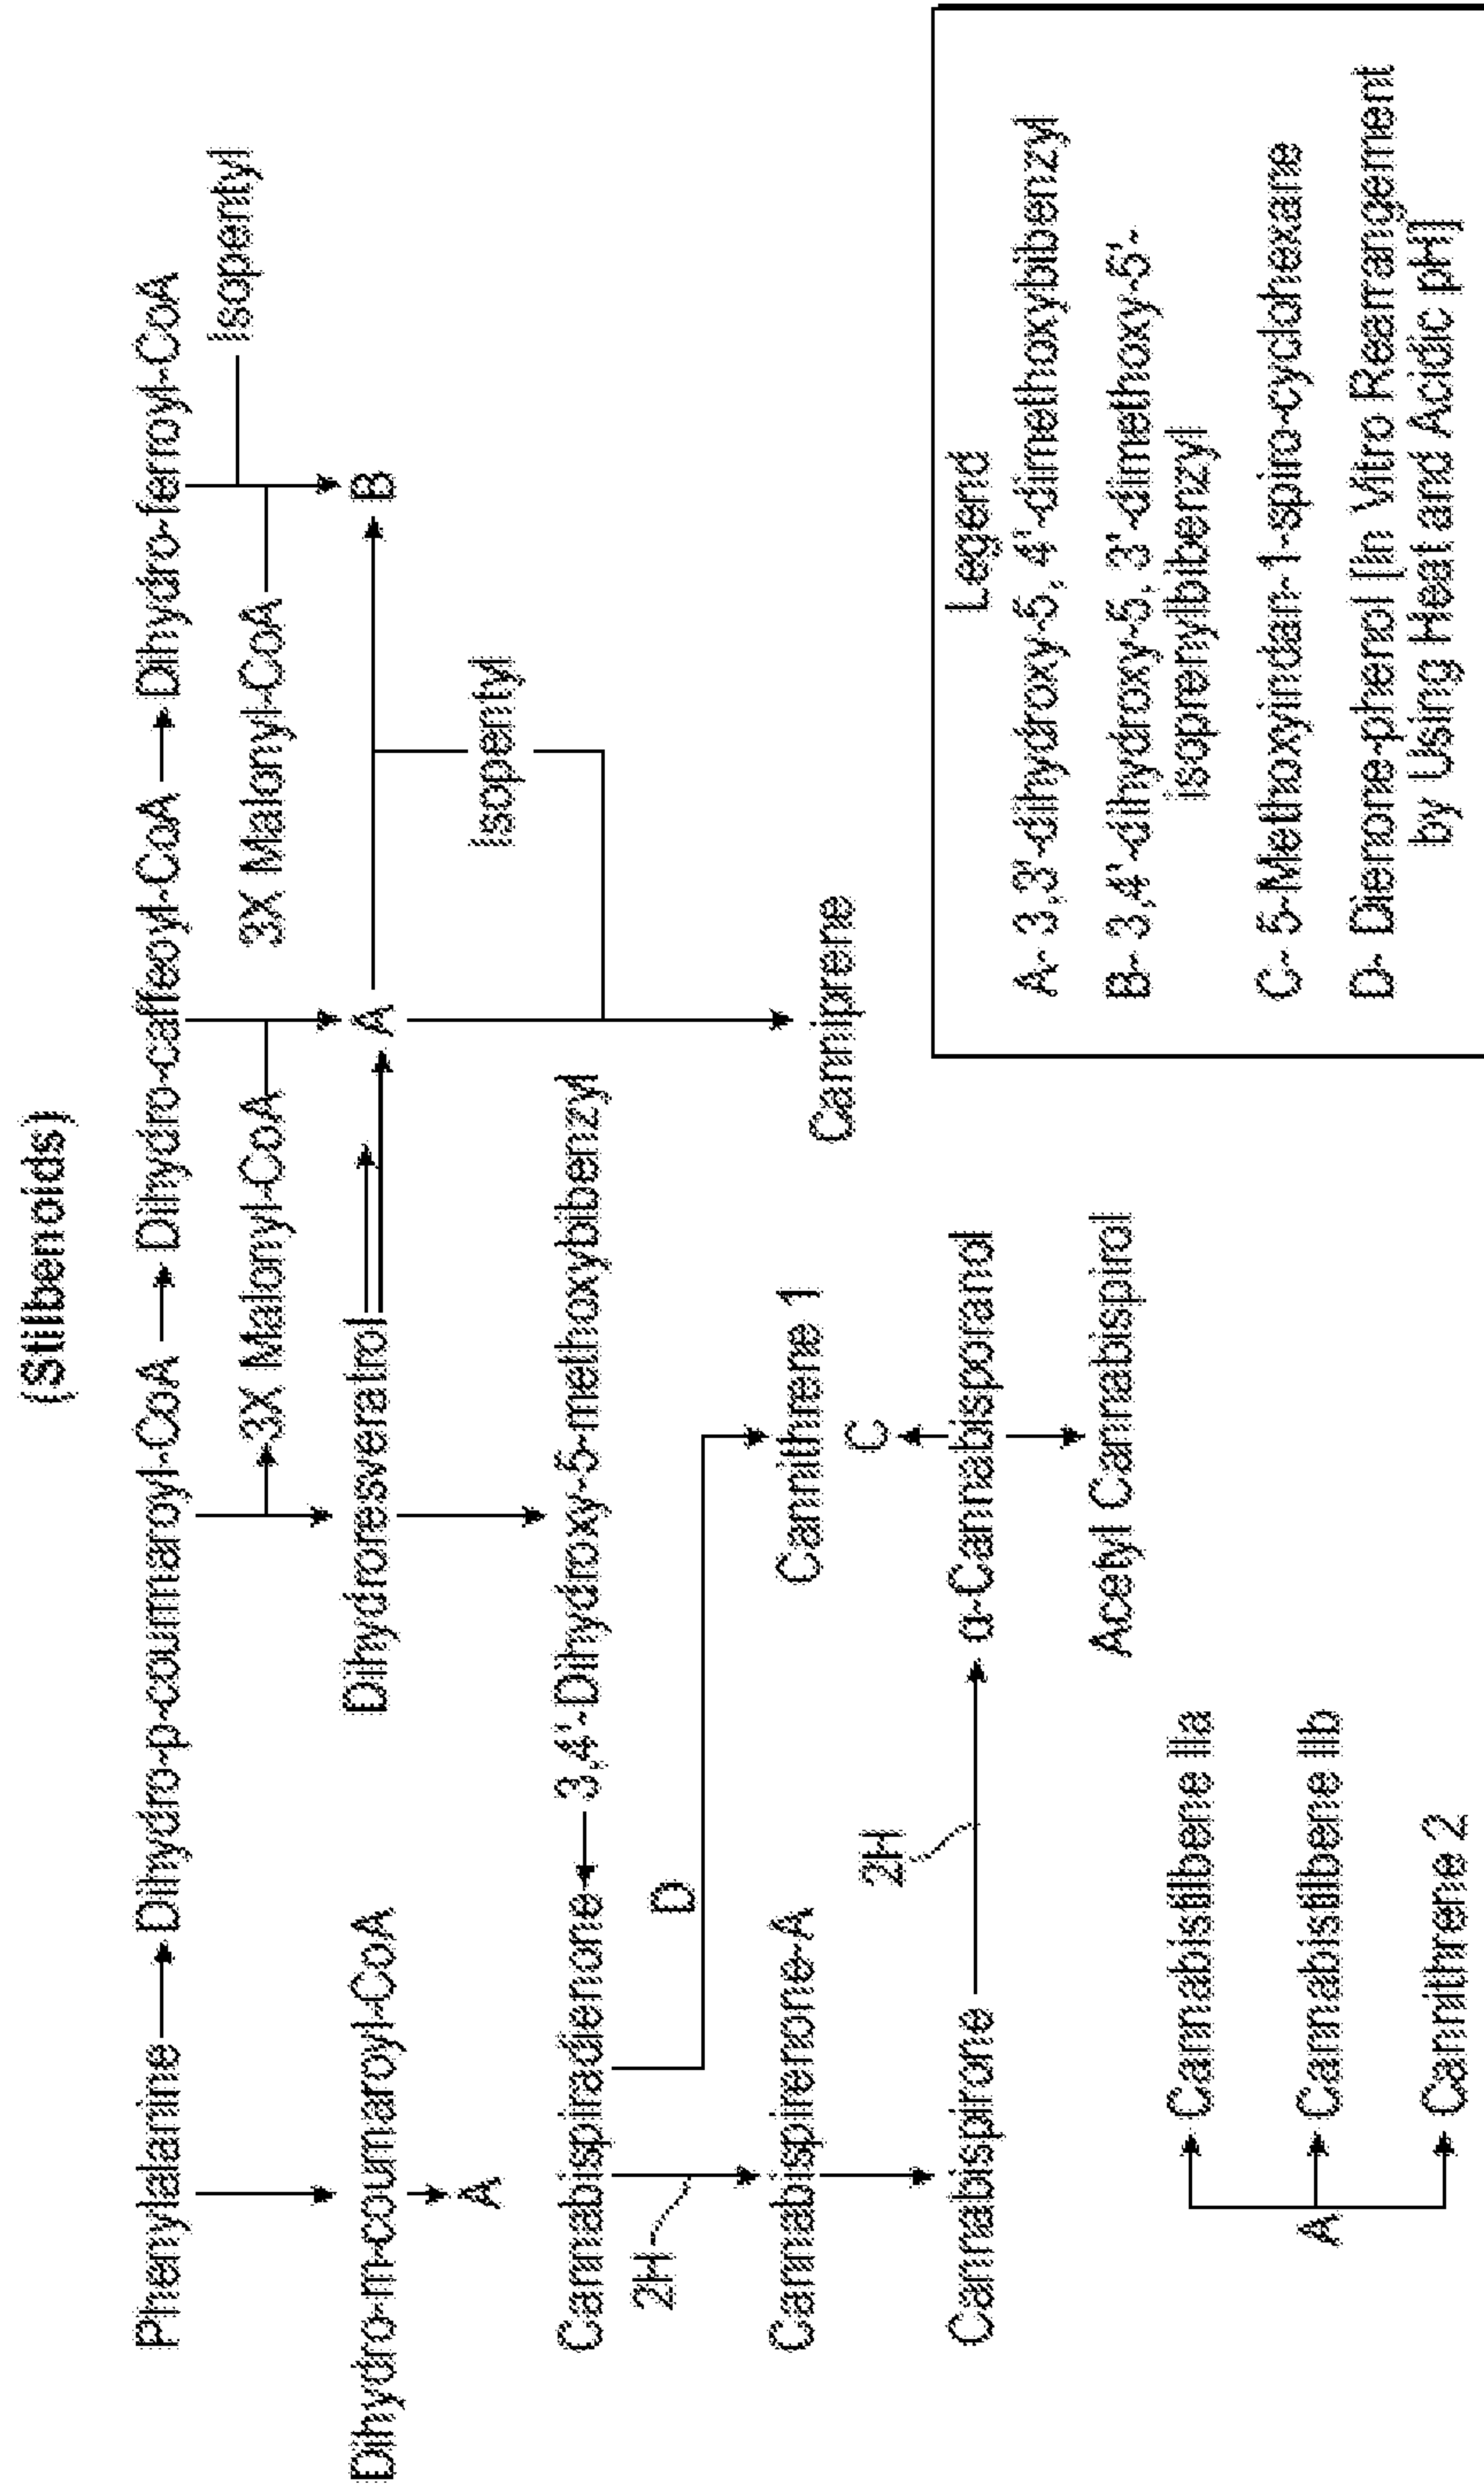 (Stilbenoids)
Phenylalanine
Dihydro-p-courmaroyl-CoA
Dihydro-caffeoyl-CoA
Dihydro-ferroyl-CoA
3X Malonyl-CoA
3X Malonyl-CoA
Isopentyl
Dihydro-m-coumaroyl-CoA
Dihydroresveratrol
A
B
A
Isopentyl
Cannabispiradienone
3,4'-Dihydroxy-5-methoxybibenzyl
2H
D
Cannabispirenone-A
Cannithrene 1
Canniprene
2H
C
Cannabispirone
α-Cannabisporanol
Acetyl Cannabispirol
A
Cannabistilbene IIa
Cannabistilbene IIb
Cannithrene 2
Legend
A- 3,3'-dihydroxy-5, 4'-dimethoxybibenzyl
B- 3,4'-dihydroxy-5, 3'-dimethoxy-5'-
isoprenylbibenzyl
C- 5-Methoxyindan-1-spiro-cyclohexane
D- Dienone-phenol [In Vitro Rearrangement
by Using Heat and Acidic pH]